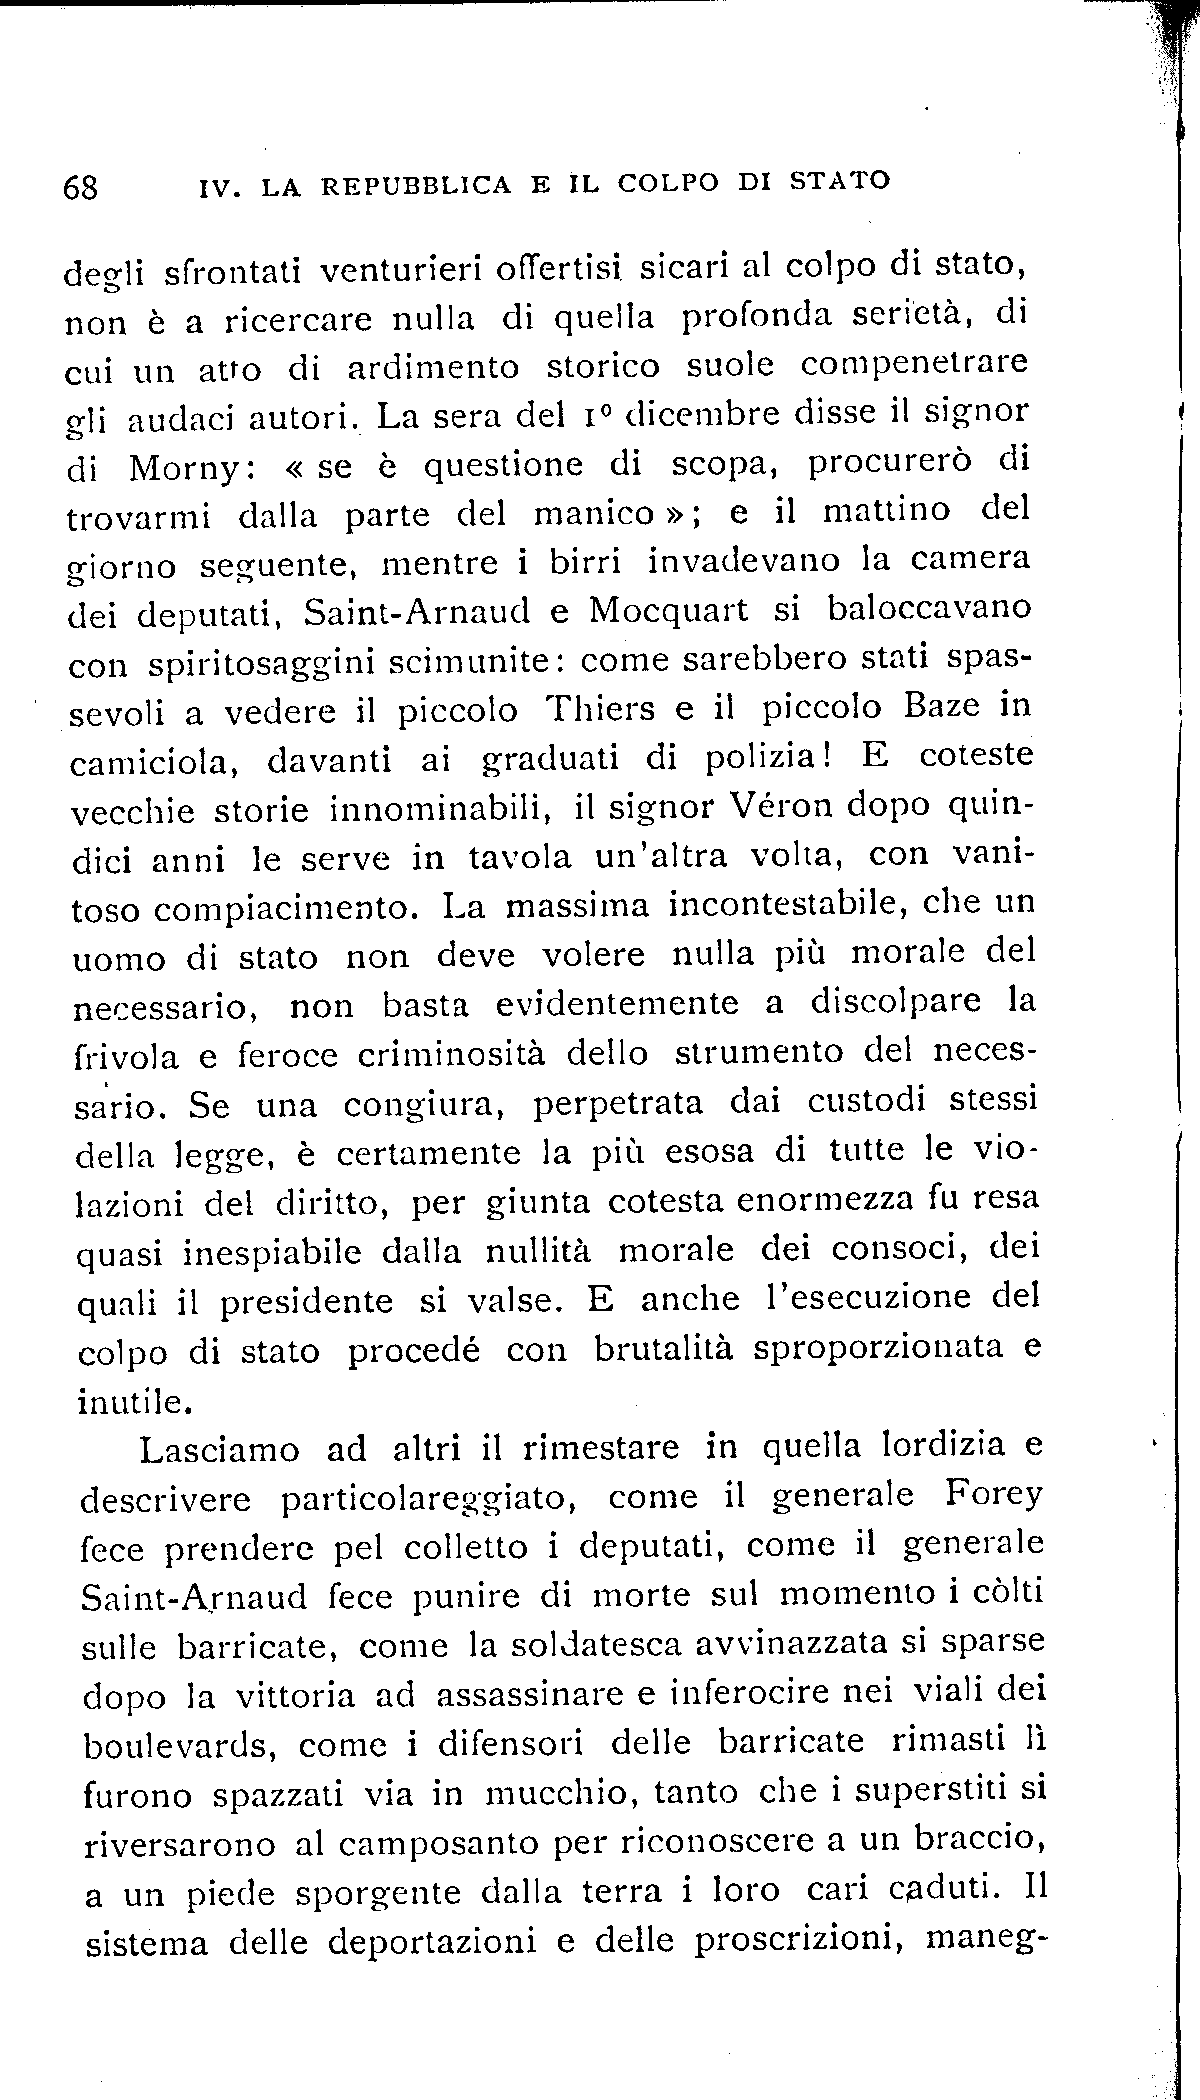 68 IV. LA REPUBBLICA E IL COLPO DI STATO
degli sfrontati venturieri offertisi sicari al colpo di stato,
non è a ricercare nulla di quella profonda serietà, di
cui un atto di ardimento storico suole compenetrare
gli audaci autori. La sera del 1° dicembre disse il signor
di Morny: « se è questione di scopa, procurerò di
trovarmi dalla parte del manico »; e il mattino del
giorno seguente, mentre i birri invadevano la camera
dei deputati, Saint-Arnaud e Mocquart si baloccavano
con spiritosaggini scimunite: come sarebbero stati spas-
sevoli a vedere il piccolo Thiers e il piccolo Baze in
camiciola, davanti ai graduati di polizia! E coteste
vecchie storie innominabili, il signor Véron dopo quin-
dici anni le serve in tavola un'altra volta, con vani-
toso compiacimento. La massima incontestabile, che un
uomo di stato non deve volere nulla più morale del
necessario, non basta evidentemente a discolpare la
frivola e feroce criminosità dello strumento del neces-
sario. Se una congiura, perpetrata dai custodi stessi
della legge, è certamente la più esosa di tutte le vio-
lazioni del diritto, per giunta cotesta enormezza fu resa
quasi inespiabile dalla nullità morale dei consoci, dei
quali il presidente si valse. E anche l'esecuzione del
colpo di stato procedé con brutalità sproporzionata e
inutile.
Lasciamo ad altri il rimestare in quella lordizia e
descrivere particolareggiato, come il generale Forey
fece prendere pel colletto i deputati, come il generale
Saint-Arnaud fece punire di morte sul momento i còlti
sulle barricate, come la soldatesca avvinazzata si sparse
dopo la vittoria ad assassinare e inferocire nei viali dei
boulevards, come i difensori delle barricate rimasti lì
furono spazzati via in mucchio, tanto che i superstiti si
riversarono al camposanto per riconoscere a un braccio,
a un piede sporgente dalla terra i loro cari caduti. Il
sistema delle deportazioni e delle proscrizioni, maneg-